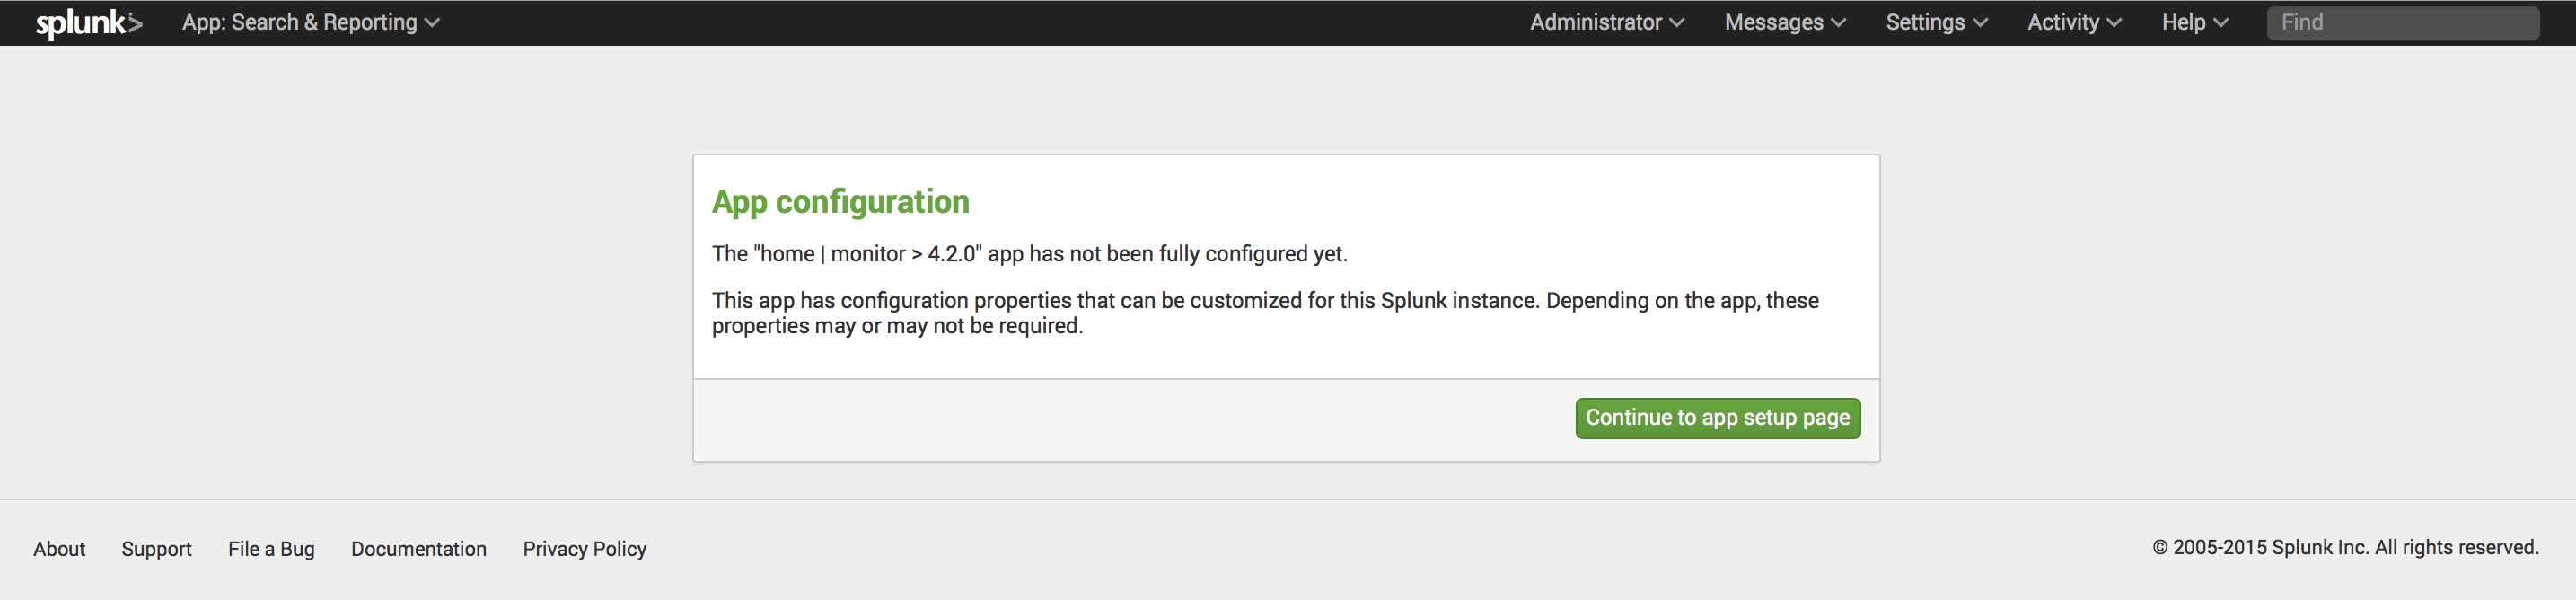 splunk> App: Search & Reporting Administrator Messages Settings Activity Help Find
App configuration
The "home | monitor > 4.2.0" app has not been fully configured yet.
This app has configuration properties that can be customized for this Splunk instance. Depending on the app, these
properties may or may not be required.
Continue to app setup page
About Support File a Bug Documentation Privacy Policy © 2005-2015 Splunk Inc. All rights reserved.